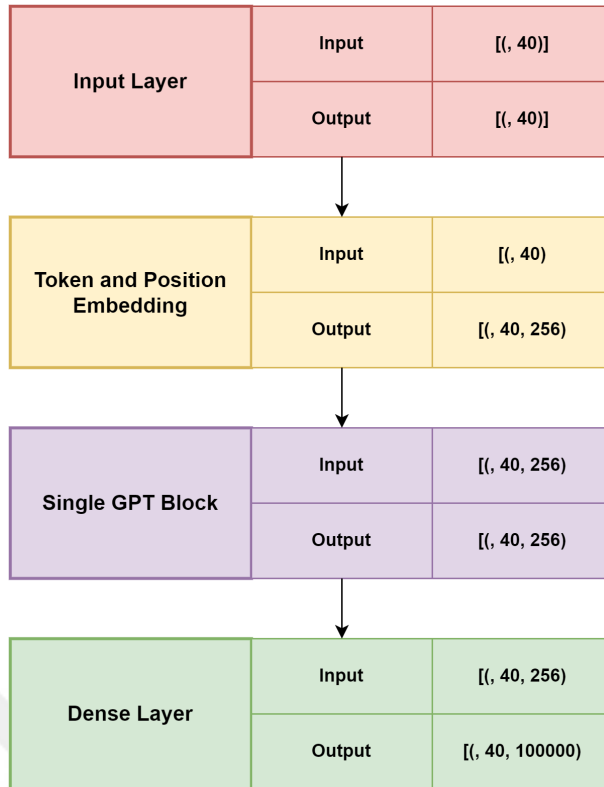 Input Layer
Input
[(, 40)]
Output
[(, 40)]
Token and Position
Embedding
Input
[(, 40)
Output
[(, 40, 256)
Single GPT Block
Input
[(, 40, 256)
Output
[(, 40, 256)
Dense Layer
Input
[(, 40, 256)
Output
[(, 40, 100000)